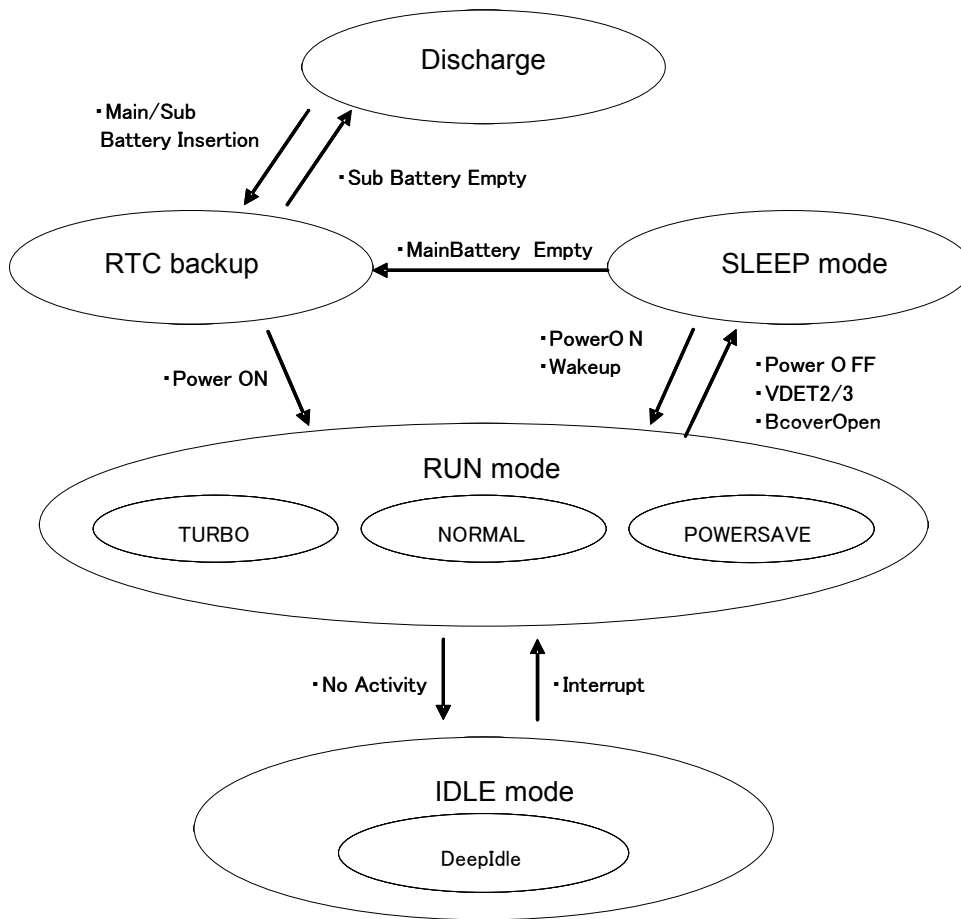 Discharge
・Main/Sub
Battery Insertion
・Sub Battery Empty
RTC backup
・MainBattery Empty
SLEEP mode
・PowerO N
・Wakeup
・Power O FF
・VDET2/3
・BcoverOpen
・Power ON
RUN mode
TURBO
NORMAL
POWERSAVE
・No Activity
・Interrupt
IDLE mode
DeepIdle